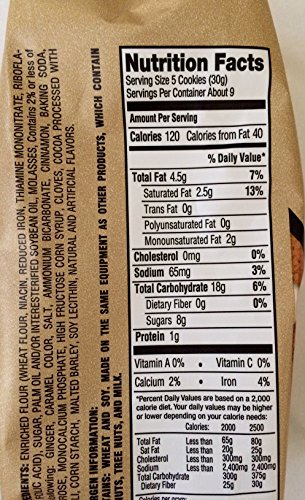 Nutrition Facts
Serving Size 5 Cookies (30g)
Servings Per Container About 9
Amount Per Serving
Calories 120 Calories from Fat 40
% Daily Value*
Total Fat 4.5g 7%
Saturated Fat 2.5g 13%
Trans Fat 0g
Polyunsaturated Fat 0g
Monounsaturated Fat 2g
Cholesterol 0mg 0%
Sodium 65mg 3%
Total Carbohydrate 18g 6%
Dietary Fiber 0g 0%
Sugars 8g
Protein 1g
Vitamin A 0% • Vitamin C 0%
Calcium 2% • Iron 4%
*Percent Daily Values are based on a 2,000
calorie diet. Your daily values may be higher
or lower depending on your calorie needs:
Calories: 2000 2500
Total Fat Less than 65g 80g
Sat Fat Less than 20g 25g
Cholesterol Less than 300mg 300mg
Sodium Less than 2,400mg 2,400mg
Total Carbohydrate 300g 375g
Dietary Fiber 25g 30g
ENRICHED FLOUR (WHEAT FLOUR, NIACIN, REDUCED IRON, THIAMINE MONONITRATE, RIBOFLA-
ACID), SUGAR, PALM OIL AND/OR INTERESTERIFIED SOYBEAN OIL, MOLASSES, Contains 2% or less of
GINGER, CARAMEL COLOR, SALT, AMMONIUM BICARBONATE, CINNAMON, BAKING SODA,
MONOCALCIUM PHOSPHATE, HIGH FRUCTOSE CORN SYRUP, CLOVES, COCOA PROCESSED WITH
CORN STARCH, MALTED BARLEY, SOY LECITHIN, NATURAL AND ARTIFICIAL FLAVORS.
INFORMATION:
WHEAT AND SOY. MADE ON THE SAME EQUIPMENT AS OTHER PRODUCTS, WHICH CONTAIN
TREE NUTS, AND MILK.